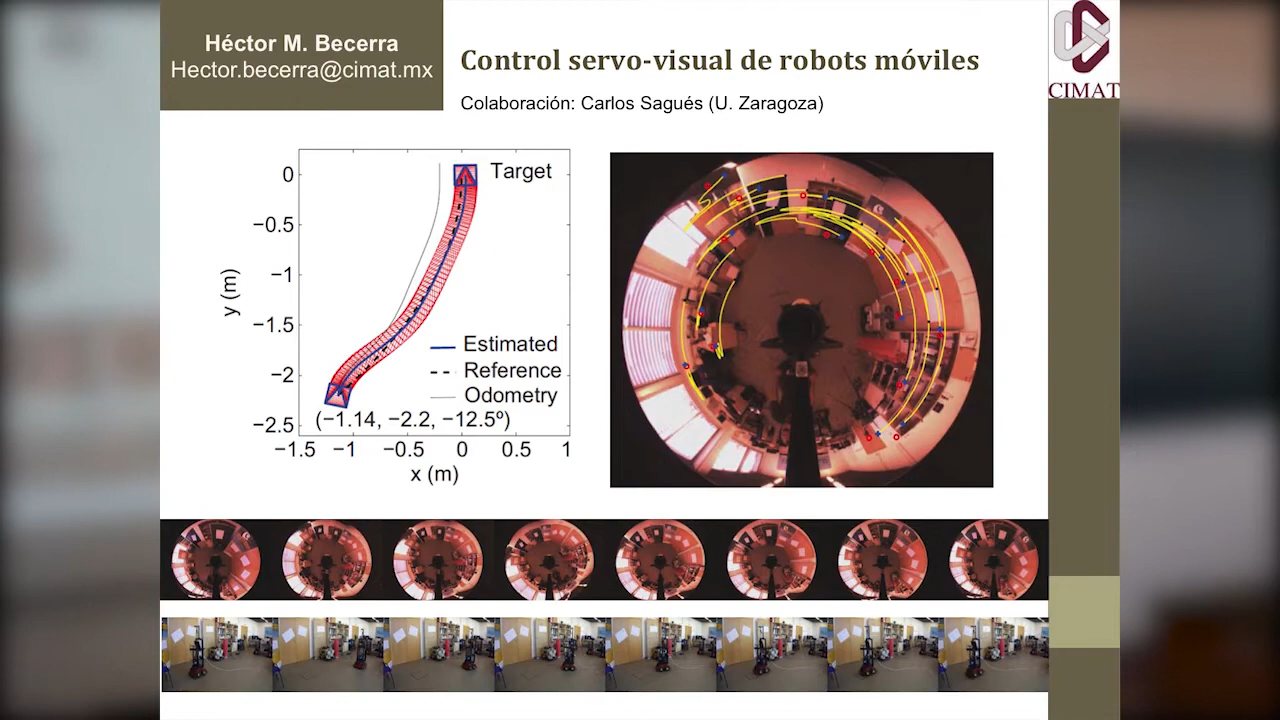 Héctor M. Becerra
Hector.becerra@cimat.mx
Control servo-visual de robots móviles
Colaboración: Carlos Sagués (U. Zaragoza)
CIMAT
Target
0
−0.5
−1
−1.5
−2
−2.5
y (m)
Estimated
Reference
Odometry
(−1.14, −2.2, −12.5º)
−1.5 −1 −0.5 0 0.5 1
x (m)